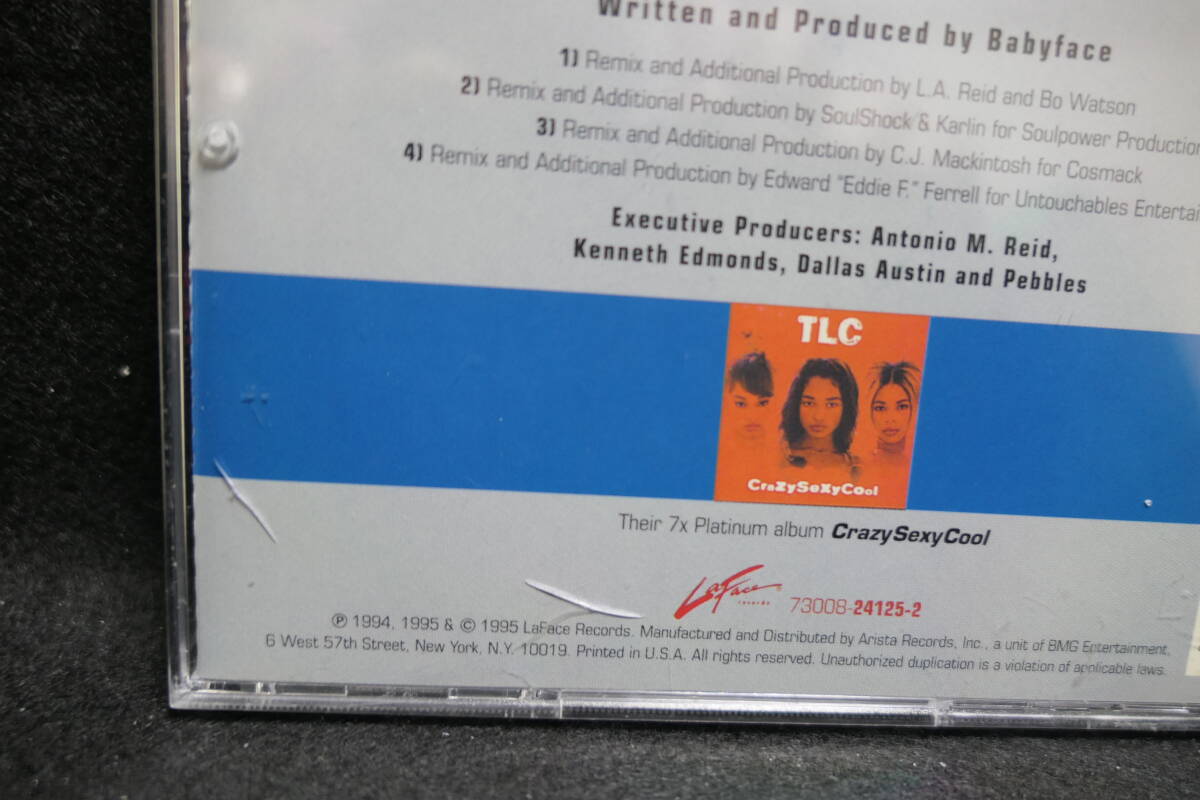 Written and Produced by Babyface
1) Remix and Additional Production by L.A. Reid and Bo Watson
2) Remix and Additional Production by SoulShock & Karlin for Soulpower Production
3) Remix and Additional Production by C.J. Mackintosh for Cosmack
4) Remix and Additional Production by Edward "Eddie F." Ferrell for Untouchables Entertai
Executive Producers: Antonio M. Reid,
Kenneth Edmonds, Dallas Austin and Pebbles
TLC
CraZySeXyCool
Their 7x Platinum album CrazySexyCool
LaFace records ® 73008-24125-2
℗ 1994, 1995 & © 1995 LaFace Records. Manufactured and Distributed by Arista Records, Inc., a unit of BMG Entertainment,
6 West 57th Street, New York, N.Y. 10019. Printed in U.S.A. All rights reserved. Unauthorized duplication is a violation of applicable laws.